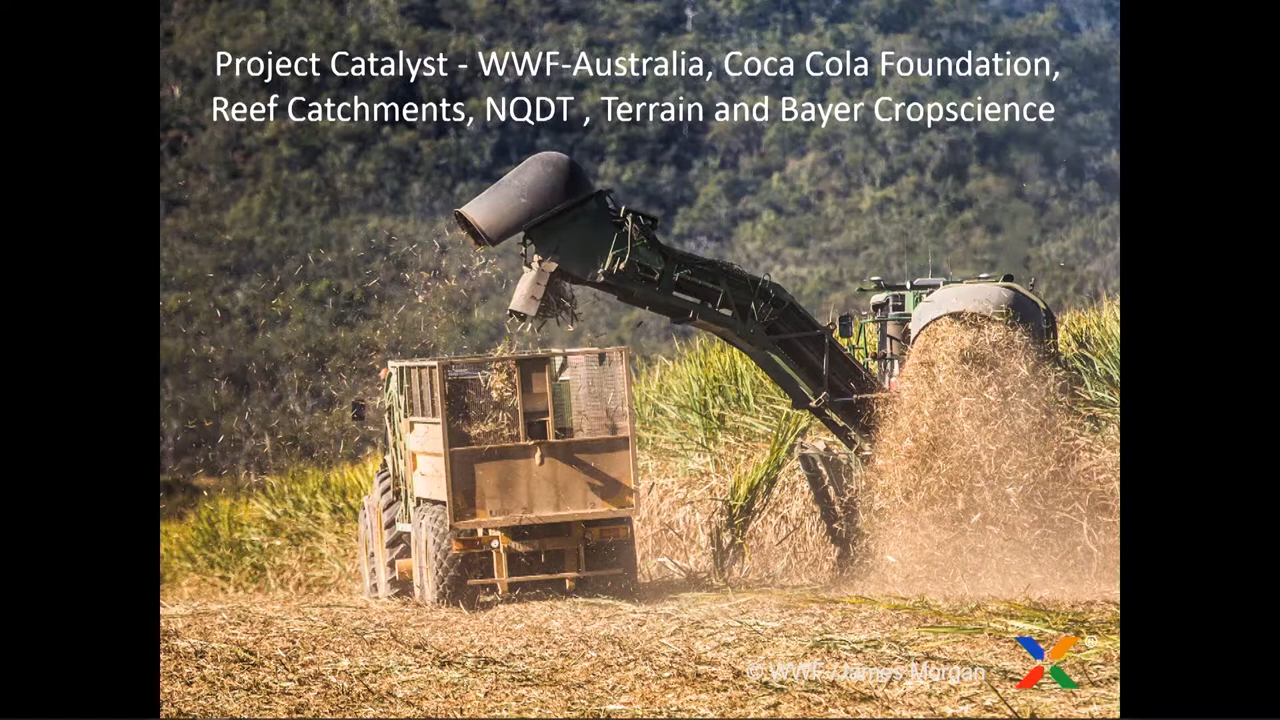 Project Catalyst - WWF-Australia, Coca Cola Foundation,
Reef Catchments, NQDT , Terrain and Bayer Cropscience
© WWF-/James Morgan
®